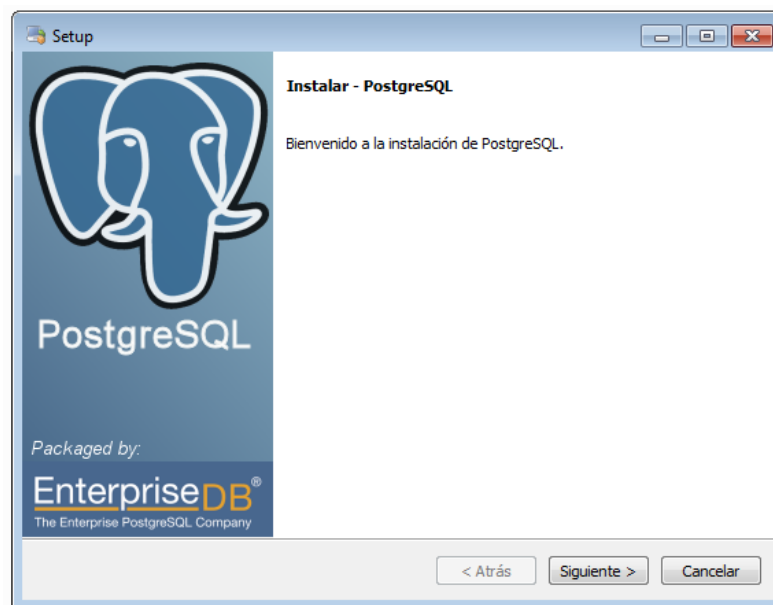 Setup
Instalar - PostgreSQL
Bienvenido a la instalación de PostgreSQL.
PostgreSQL
Packaged by:
EnterpriseDB®
The Enterprise PostgreSQL Company
< Atrás
Siguiente >
Cancelar